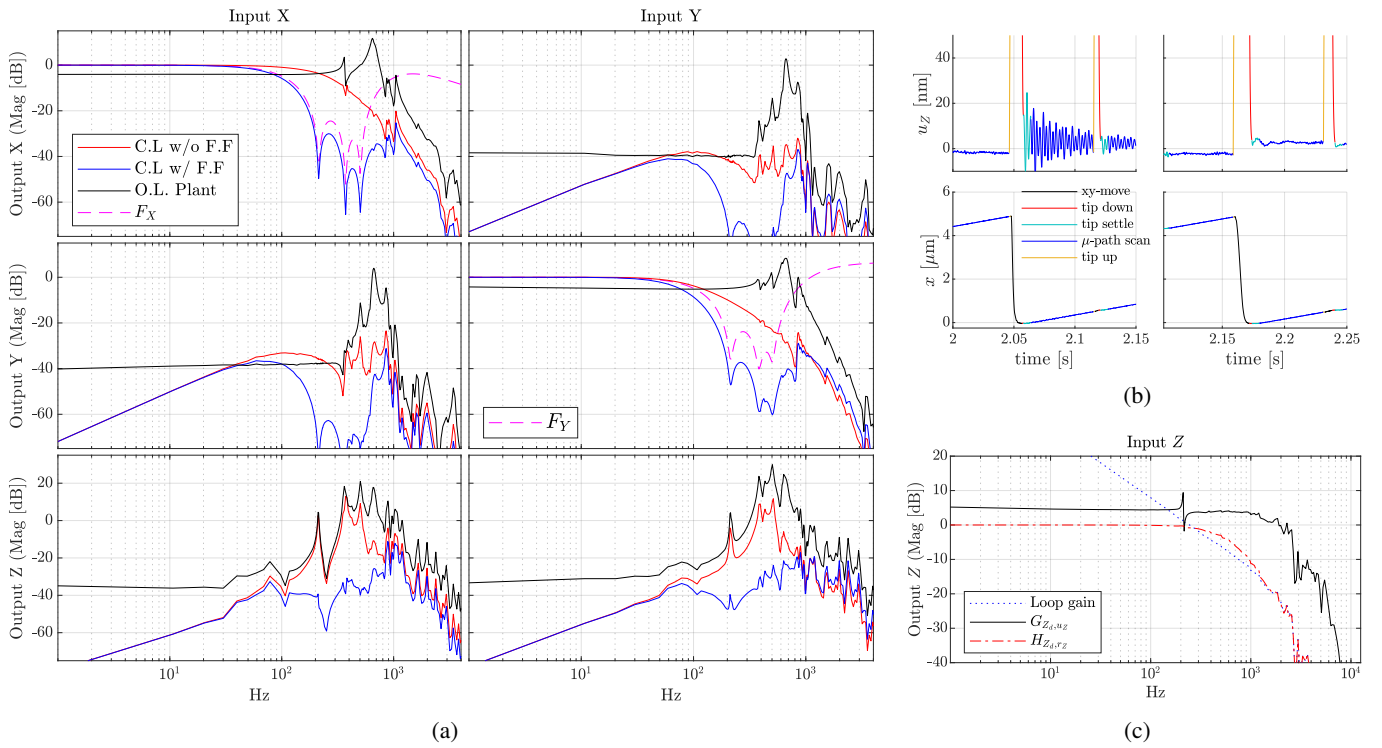 Input X
Input Y
Output X (Mag [dB])
0
-20
-40
-60
C.L w/o F.F
C.L w/ F.F
O.L. Plant
F_X
Output Y (Mag [dB])
0
-20
-40
-60
F_Y
Output Z (Mag [dB])
20
0
-20
-40
-60
10^1 10^2 10^3
10^1 10^2 10^3
Hz
Hz
(a)
u_Z [nm]
40
20
0
x [μm]
6
4
2
0
xy-move
tip down
tip settle
μ-path scan
tip up
2 2.05 2.1 2.15
2.15 2.2 2.25
time [s]
time [s]
(b)
Input Z
Output Z (Mag [dB])
20
10
0
-10
-20
-30
-40
Loop gain
G_{Z_d,u_Z}
H_{Z_d,r_Z}
10^1 10^2 10^3 10^4
Hz
(c)